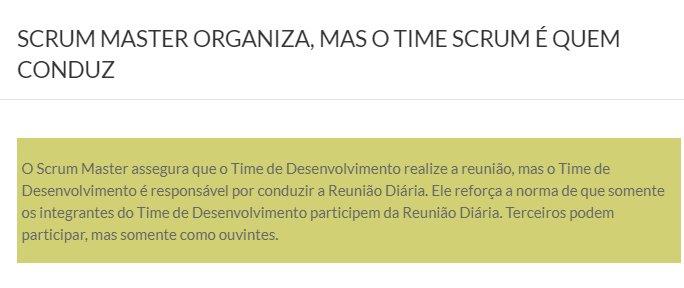 SCRUM MASTER ORGANIZA, MAS O TIME SCRUM É QUEM
CONDUZ
O Scrum Master assegura que o Time de Desenvolvimento realize a reunião, mas o Time de
Desenvolvimento é responsável por conduzir a Reunião Diária. Ele reforça a norma de que somente
os integrantes do Time de Desenvolvimento participem da Reunião Diária. Terceiros podem
participar, mas somente como ouvintes.